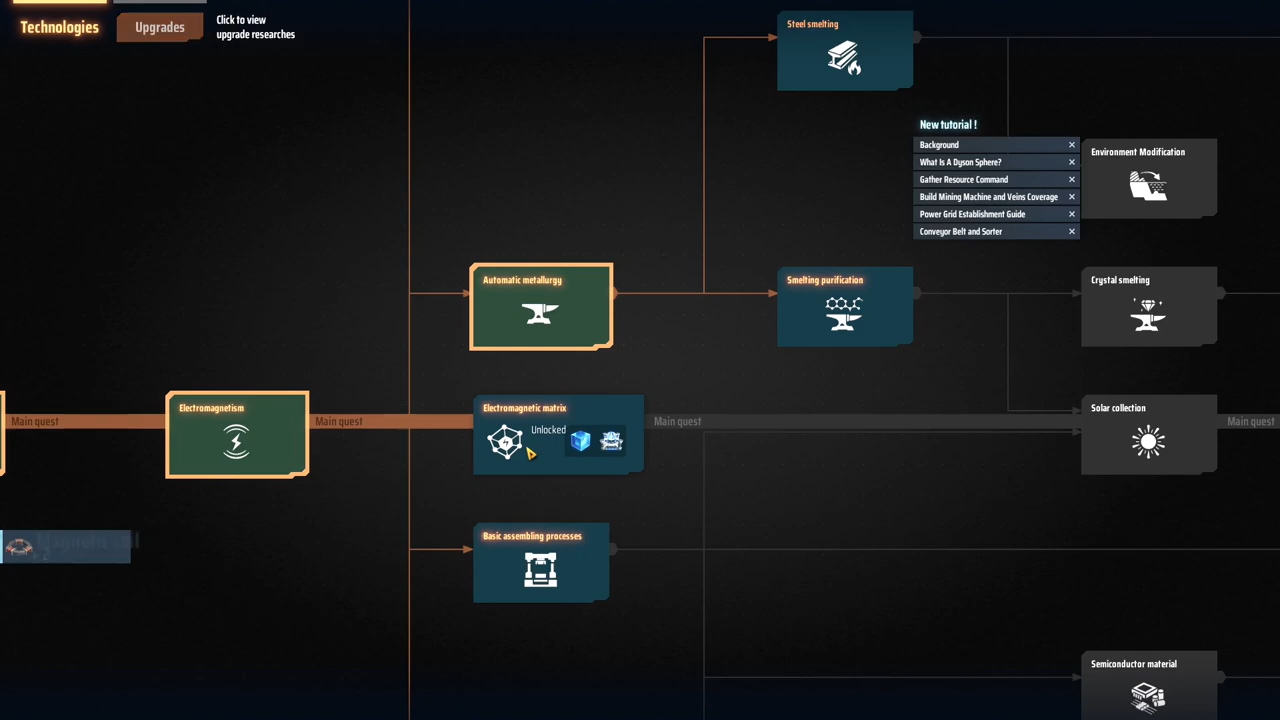 Technologies
Upgrades
Click to view
upgrade researches
Steel smelting
New tutorial !
Background
What Is A Dyson Sphere?
Gather Resource Command
Build Mining Machine and Veins Coverage
Power Grid Establishment Guide
Conveyor Belt and Sorter
Environment Modification
Automatic metallurgy
Smelting purification
Crystal smelting
Main quest
Electromagnetism
Main quest
Electromagnetic matrix
Unlocked
Main quest
Solar collection
Main quest
Basic assembling processes
Semiconductor material